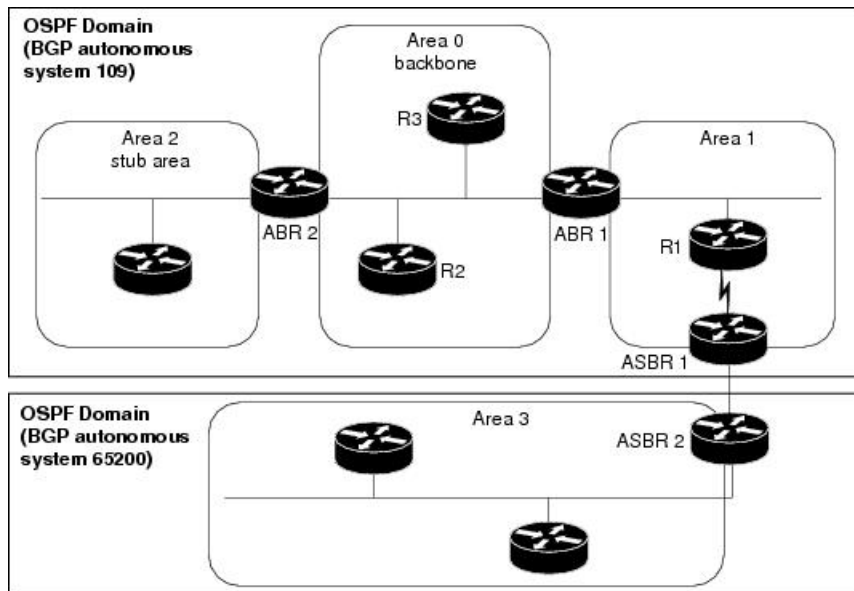 OSPF Domain
(BGP autonomous
system 109)
Area 0
backbone
R3
Area 2
stub area
Area 1
ABR 2
ABR 1
R1
R2
ASBR 1
OSPF Domain
(BGP autonomous
system 65200)
Area 3
ASBR 2